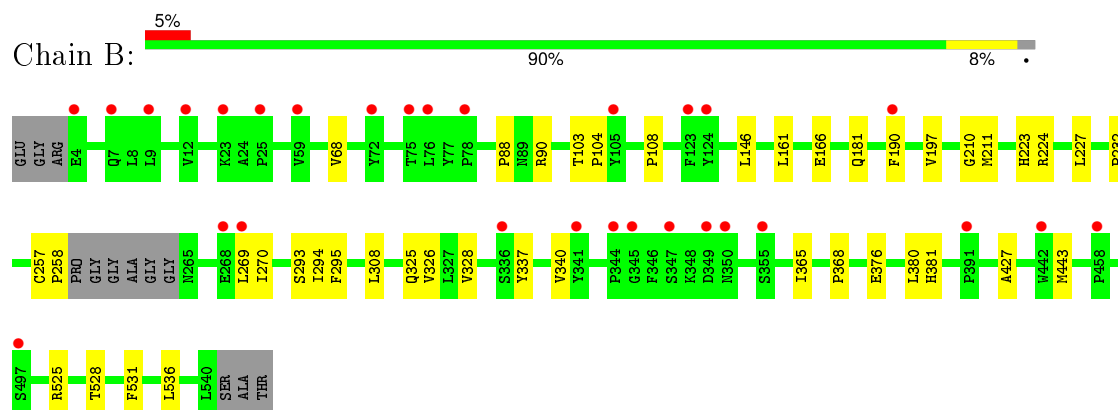 5%
Chain B:
90%
8%
GLU GLY ARG E4 Q7 L8 L9 V12 K23 A24 P25 V59 V68 Y72 T75 L76 Y77 P78 P88 N89 R90 T103 P104 Y105 P108 F123 Y124 L146 L161 E166 Q181 F190 V197 G210 M211 H223 R224 L227
C257 P258 PRO GLY GLY ALA GLY GLY N265 E268 L269 I270 S293 I294 F295 L308 Q325 V326 L327 V328 S336 Y337 V340 Y341 P344 G345 F346 S347 K348 D349 N350 S355 I365 P368 E376 L380 H381 P391 A427 W442 M443 P458
S497 R525 T528 F531 L536 L540 SER ALA THR